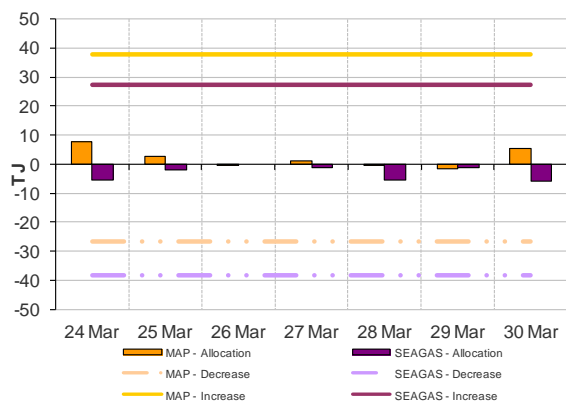 50
40
30
20
10
0
-10
-20
-30
-40
-50
TJ
24 Mar 25 Mar 26 Mar 27 Mar 28 Mar 29 Mar 30 Mar
MAP - Allocation SEAGAS - Allocation
MAP - Decrease SEAGAS - Decrease
MAP - Increase SEAGAS - Increase